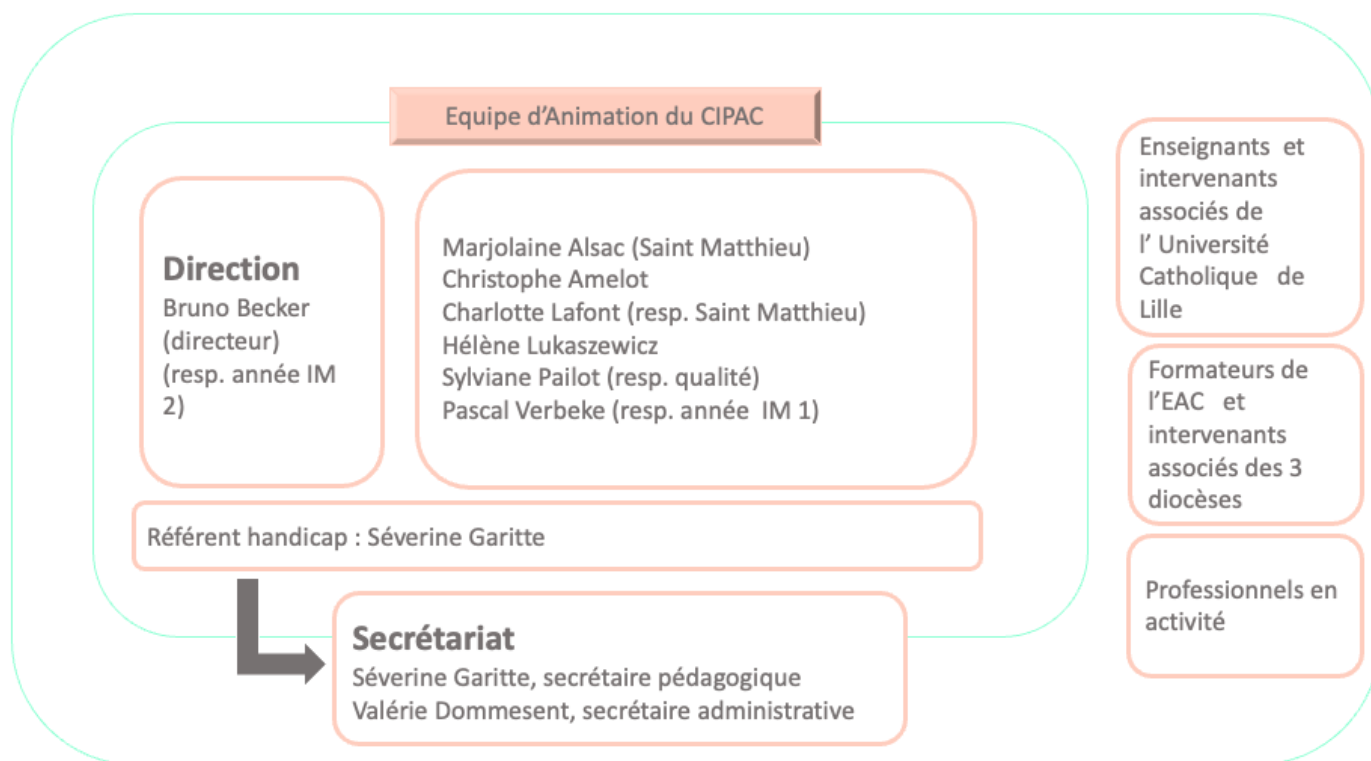 Equipe d'Animation du CIPAC
Direction
Bruno Becker
(directeur)
(resp. année IM
2)
Marjolaine Alsac (Saint Matthieu)
Christophe Amelot
Charlotte Lafont (resp. Saint Matthieu)
Hélène Lukaszewicz
Sylviane Pailot (resp. qualité)
Pascal Verbeke (resp. année IM 1)
Référent handicap : Séverine Garitte
Secrétariat
Séverine Garitte, secrétaire pédagogique
Valérie Dommesent, secrétaire administrative
Enseignants et
intervenants
associés de
l' Université
Catholique de
Lille
Formateurs de
l'EAC et
intervenants
associés des 3
diocèses
Professionnels en
activité